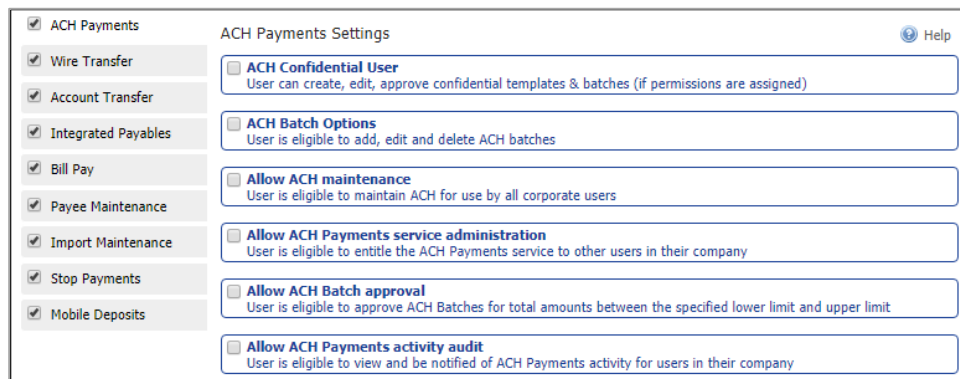 ACH Payments
Wire Transfer
Account Transfer
Integrated Payables
Bill Pay
Payee Maintenance
Import Maintenance
Stop Payments
Mobile Deposits
ACH Payments Settings
Help
ACH Confidential User
User can create, edit, approve confidential templates & batches (if permissions are assigned)
ACH Batch Options
User is eligible to add, edit and delete ACH batches
Allow ACH maintenance
User is eligible to maintain ACH for use by all corporate users
Allow ACH Payments service administration
User is eligible to entitle the ACH Payments service to other users in their company
Allow ACH Batch approval
User is eligible to approve ACH Batches for total amounts between the specified lower limit and upper limit
Allow ACH Payments activity audit
User is eligible to view and be notified of ACH Payments activity for users in their company